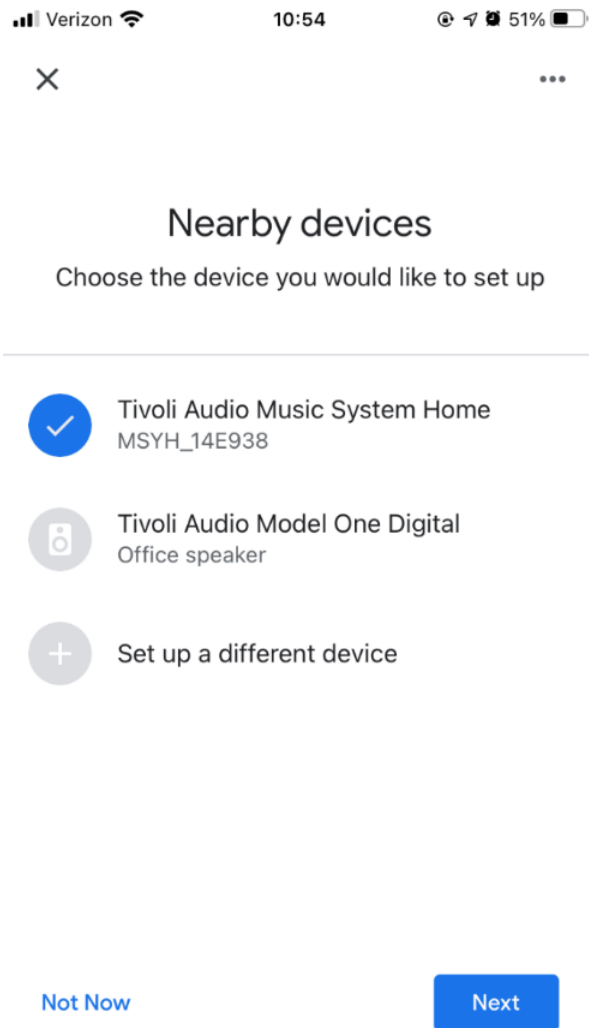 Verizon 10:54 51%
Nearby devices
Choose the device you would like to set up
Tivoli Audio Music System Home
MSYH_14E938
Tivoli Audio Model One Digital
Office speaker
Set up a different device
Not Now Next